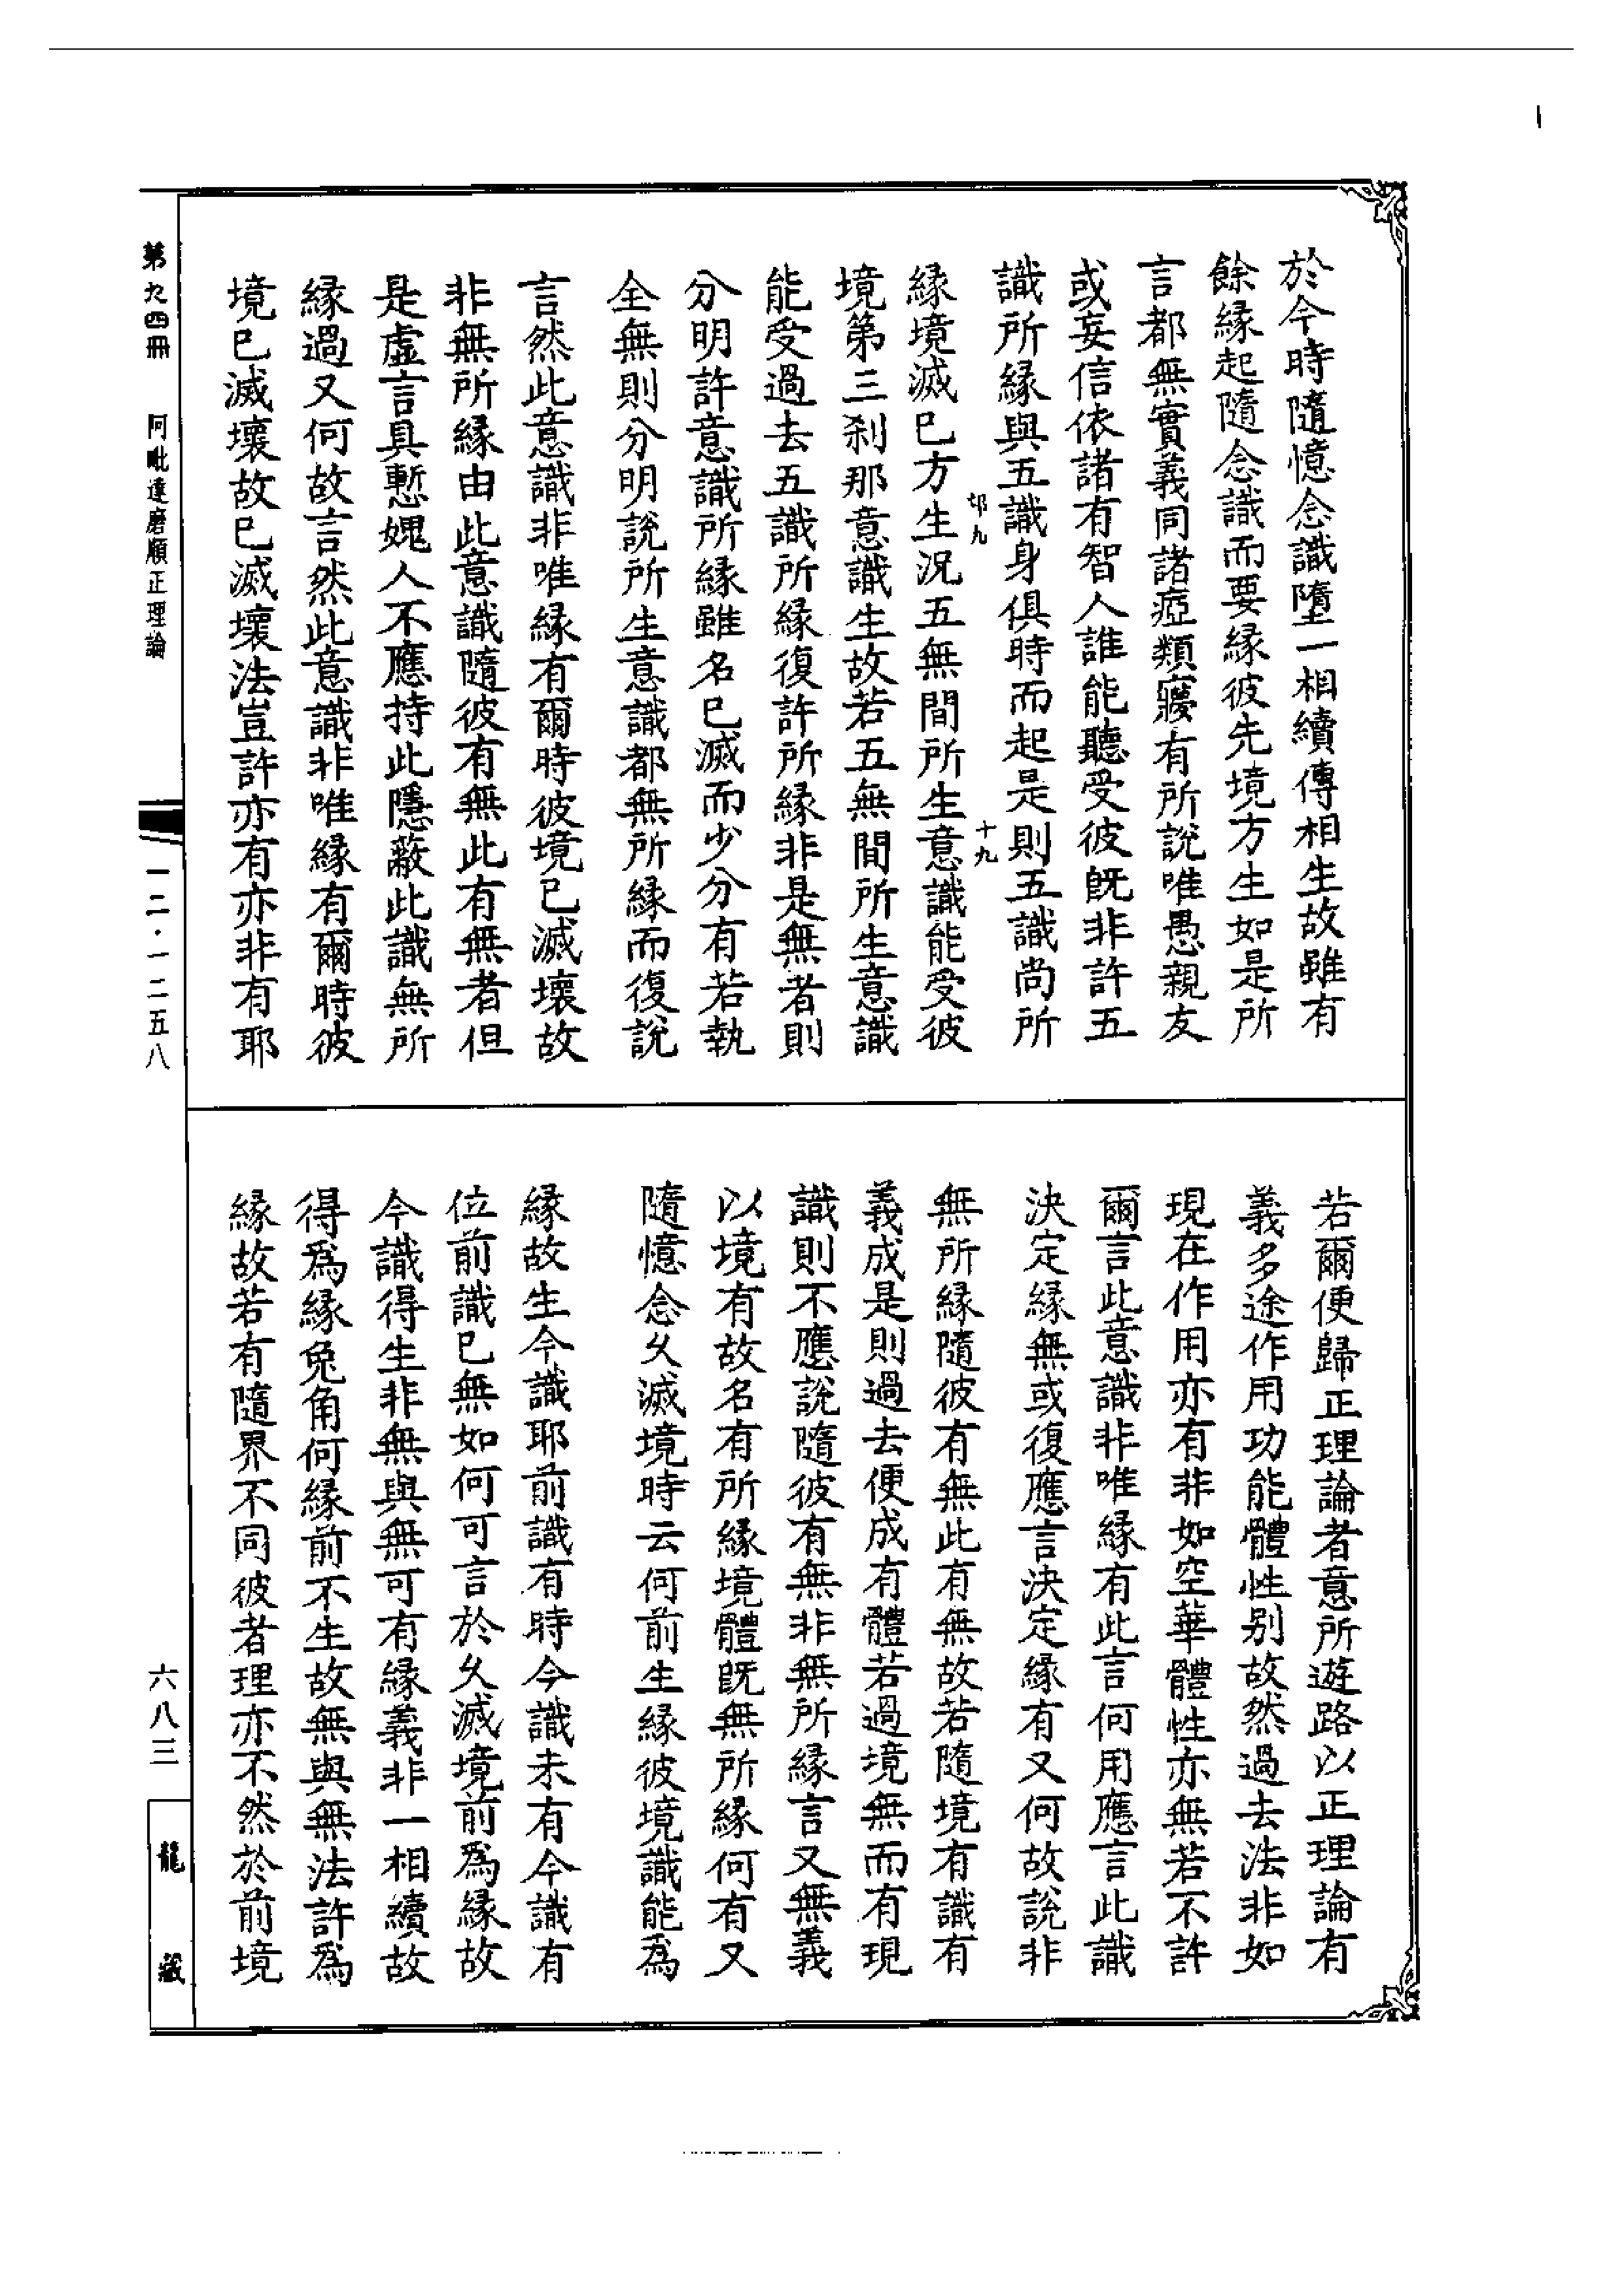 於今時隨憶念識墮一相續傳相生故雖有
餘緣起隨念識而要緣彼先境方生如是所
言都無實義同諸瘂類寱有所說唯愚親友
或妄信依諸有智人誰能聽受彼旣非許五
識所緣與五識身俱時而起是則五識尚所
邿九
十九
緣境滅已方生況五無間所生意識能受彼
境第三剎那意識生故若五無間所生意識
能受過去五識所緣復許所緣非是無者則
分明許意識所緣雖名已滅而少分有若執
全無則分明說所生意識都無所緣而復說
言然此意識非唯緣有爾時彼境已滅壞故
非無所緣由此意識隨彼有無此有無者但
是虛言具慙媿人不應持此隱蔽此識無所
緣過又何故言然此意識非唯緣有爾時彼
境已滅壞故已滅壞法豈許亦有亦非有耶
若爾便歸正理論者意所遊路以正理論有
義多途作用功能體性別故然過去法非如
現在作用亦有非如空華體性亦無若不許
爾言此意識非唯緣有此言何用應言此識
決定緣無或復應言決定緣有又何故說非
無所緣隨彼有無此有無故若隨境有識有
義成是則過去便成有體若過境無而有現
識則不應說隨彼有無非無所緣言又無義
以境有故名有所緣境體旣無所緣何有又
隨憶念久滅境時云何前生緣彼境識能爲
緣故生今識耶前識有時今識未有今識有
位前識已無如何可言於久滅境前爲緣故
今識得生非無與無可有緣義非一相續故
得爲緣兔角何緣前不生故無與無法許爲
緣故若有隨界不同彼者理亦不然於前境
第九四冊　阿毗達磨順正理論
一二·一二五八
六八三
龍藏